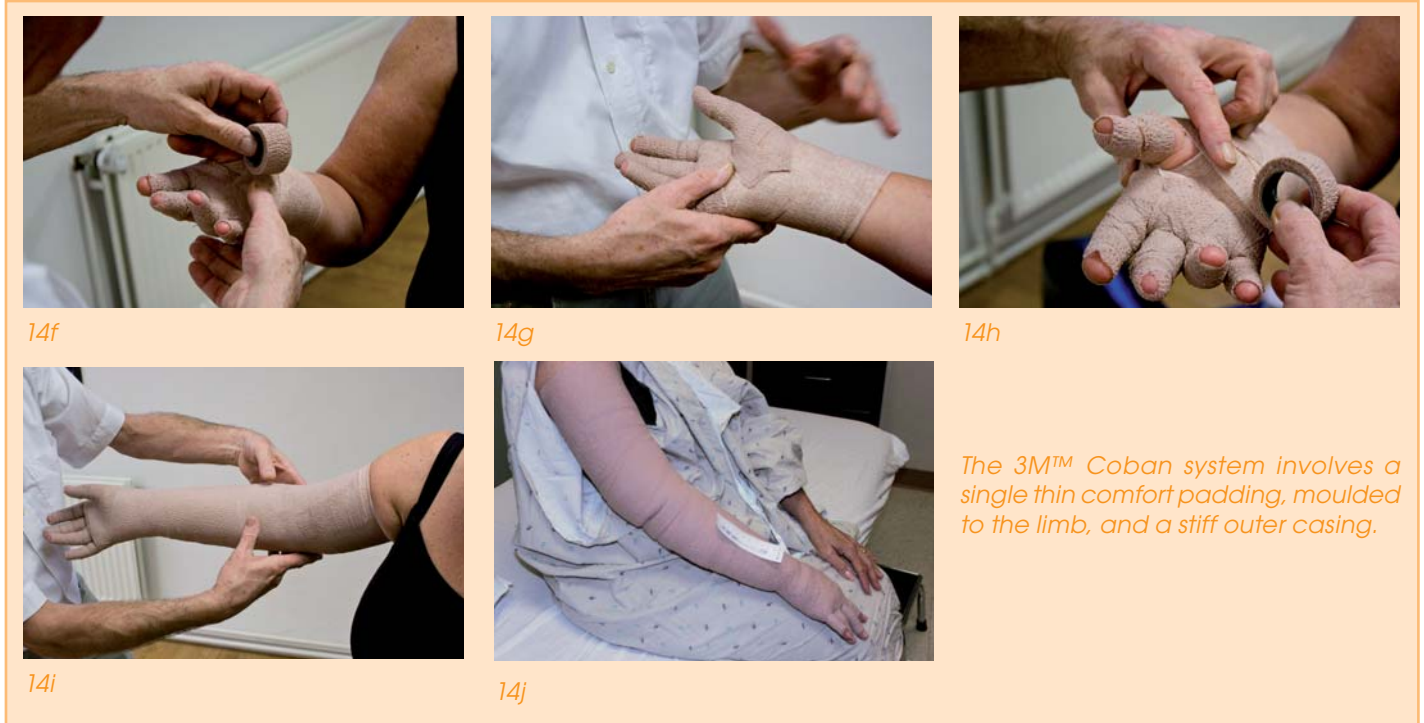 14f
14g
14h
14i
14j
The 3M™ Coban system involves a
single thin comfort padding, moulded
to the limb, and a stiff outer casing.